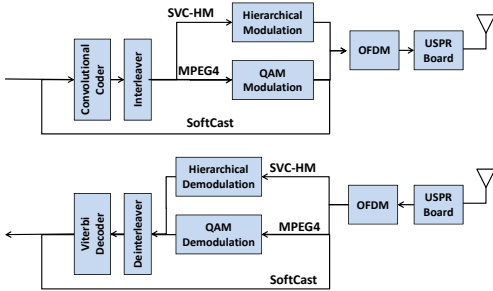 SVC-HM
Hierarchical
Modulation
Convolutional
Coder
Interleaver
MPEG4
QAM
Modulation
OFDM
USPR
Board
SoftCast
Hierarchical
Demodulation
SVC-HM
Viterbi
Decoder
Deinterleaver
QAM
Demodulation
MPEG4
OFDM
USPR
Board
SoftCast